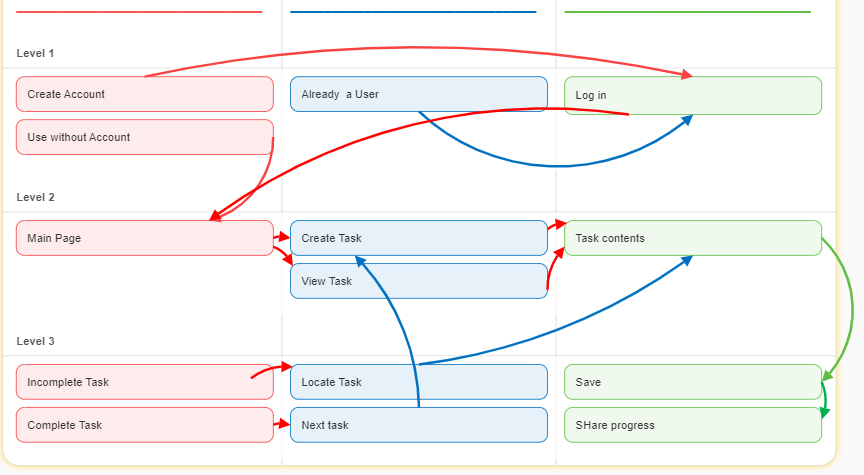 Level 1
Create Account
Already a User
Log in
Use without Account
Level 2
Main Page
Create Task
Task contents
View Task
Level 3
Incomplete Task
Locate Task
Save
Complete Task
Next task
SHare progress